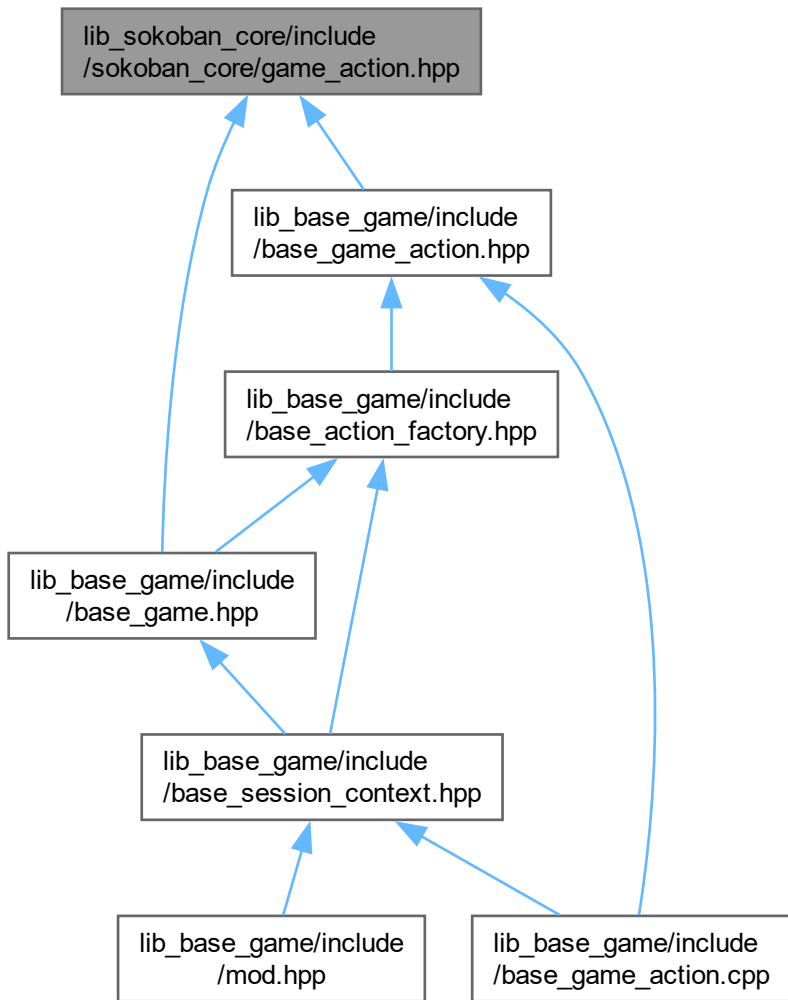 lib_sokoban_core/include
/sokoban_core/game_action.hpp
lib_base_game/include
/base_game_action.hpp
lib_base_game/include
/base_action_factory.hpp
lib_base_game/include
/base_game.hpp
lib_base_game/include
/base_session_context.hpp
lib_base_game/include
/mod.hpp
lib_base_game/include
/base_game_action.cpp